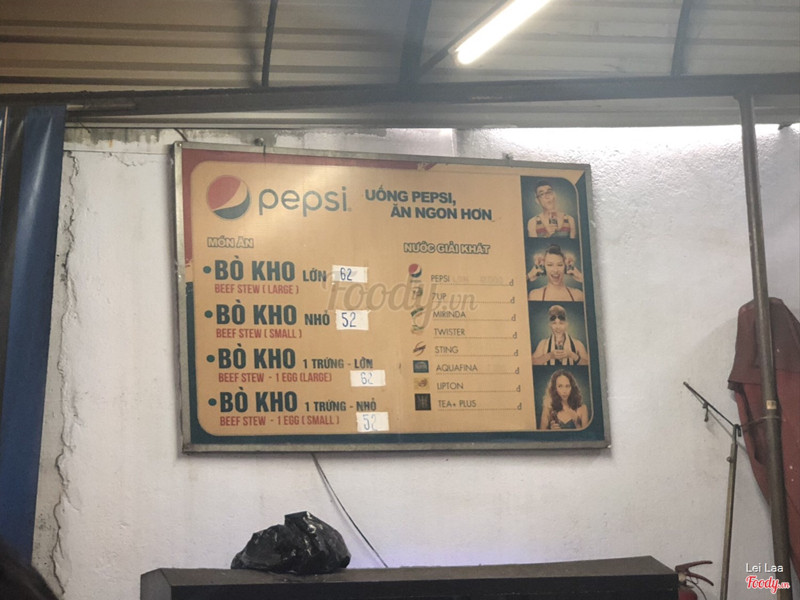 pepsi
UỐNG PEPSI,
ĂN NGON HƠN
MÓN ĂN
• BÒ KHO LỚN 62
BEEF STEW ( LARGE )
• BÒ KHO NHỎ 52
BEEF STEW ( SMALL )
• BÒ KHO 1 TRỨNG - LỚN
BEEF STEW - 1 EGG (LARGE) 62
• BÒ KHO 1 TRỨNG - NHỎ
BEEF STEW - 1 EGG ( SMALL ) 52
NƯỚC GIẢI KHÁT
PEPSI đ
7UP
MIRINDA
TWISTER đ
STING đ
AQUAFINA đ
LIPTON đ
TEA+ PLUS đ
foody.vn
Lei Laa
Foody.vn